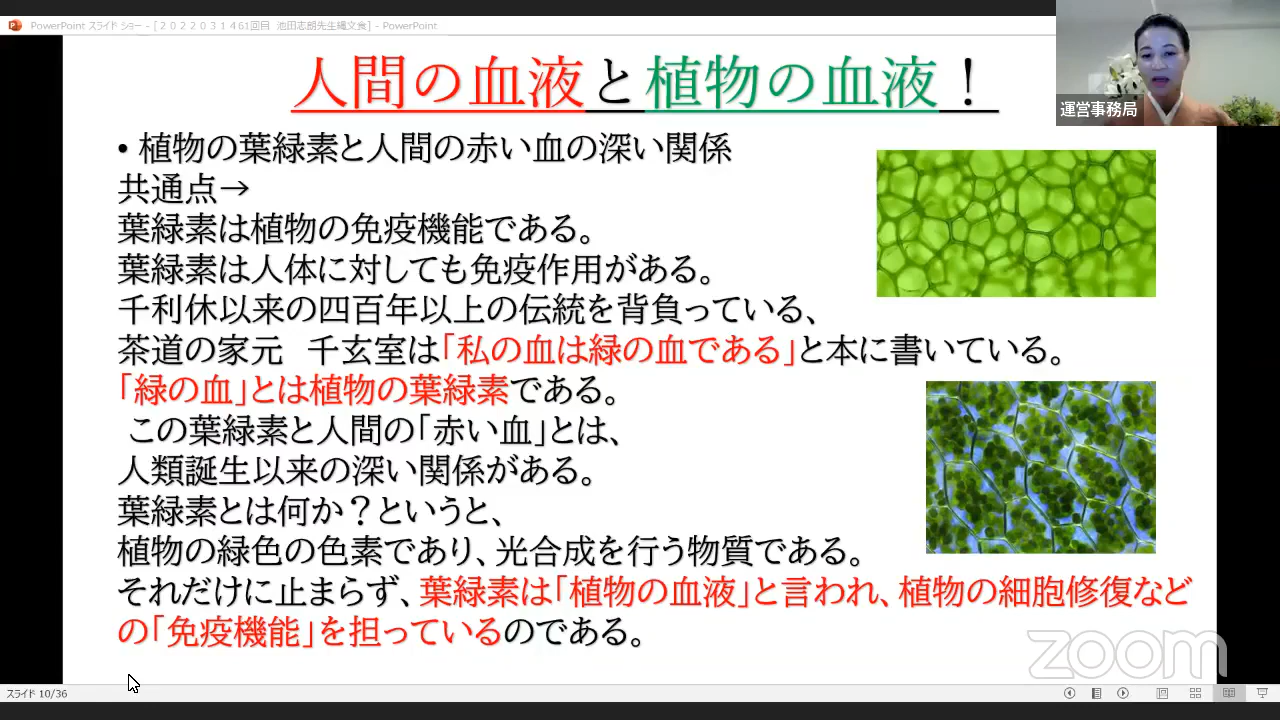 PowerPoint スライド ショー - [２０２２０３１４61回目 池田志朗先生縄文食] - PowerPoint
運営事務局
人間の血液と植物の血液！
• 植物の葉緑素と人間の赤い血の深い関係
共通点→
葉緑素は植物の免疫機能である。
葉緑素は人体に対しても免疫作用がある。
千利休以来の四百年以上の伝統を背負っている、
茶道の家元　千玄室は「私の血は緑の血である」と本に書いている。
「緑の血」とは植物の葉緑素である。
この葉緑素と人間の「赤い血」とは、
人類誕生以来の深い関係がある。
葉緑素とは何か？というと、
植物の緑色の色素であり、光合成を行う物質である。
それだけに止まらず、葉緑素は「植物の血液」と言われ、植物の細胞修復など
の「免疫機能」を担っているのである。
zoom
スライド 10/36